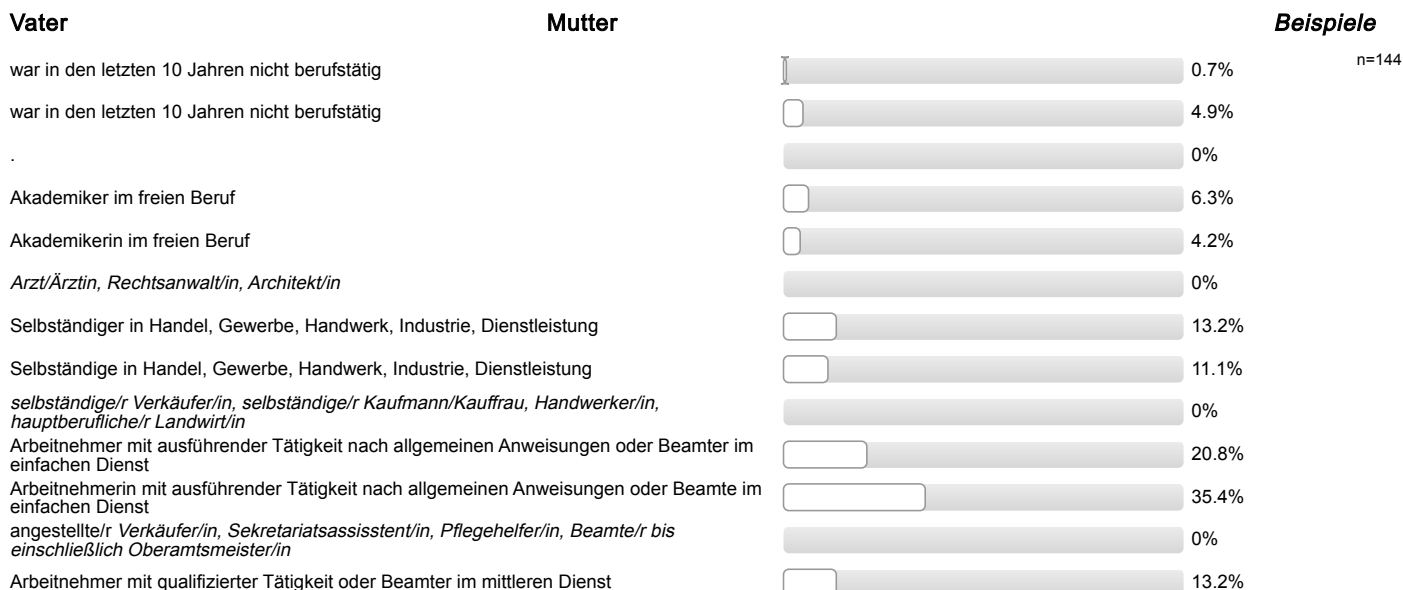 Vater Mutter Beispiele
war in den letzten 10 Jahren nicht berufstätig 0.7% n=144
war in den letzten 10 Jahren nicht berufstätig 4.9%
. 0%
Akademiker im freien Beruf 6.3%
Akademikerin im freien Beruf 4.2%
Arzt/Ärztin, Rechtsanwalt/in, Architekt/in 0%
Selbständiger in Handel, Gewerbe, Handwerk, Industrie, Dienstleistung 13.2%
Selbständige in Handel, Gewerbe, Handwerk, Industrie, Dienstleistung 11.1%
selbständige/r Verkäufer/in, selbständige/r Kaufmann/Kauffrau, Handwerker/in,
hauptberufliche/r Landwirt/in 0%
Arbeitnehmer mit ausführender Tätigkeit nach allgemeinen Anweisungen oder Beamter im
einfachen Dienst 20.8%
Arbeitnehmerin mit ausführender Tätigkeit nach allgemeinen Anweisungen oder Beamte im
einfachen Dienst 35.4%
angestellte/r Verkäufer/in, Sekretariatsassisstent/in, Pflegehelfer/in, Beamte/r bis
einschließlich Oberamtsmeister/in 0%
Arbeitnehmer mit qualifizierter Tätigkeit oder Beamter im mittleren Dienst 13.2%